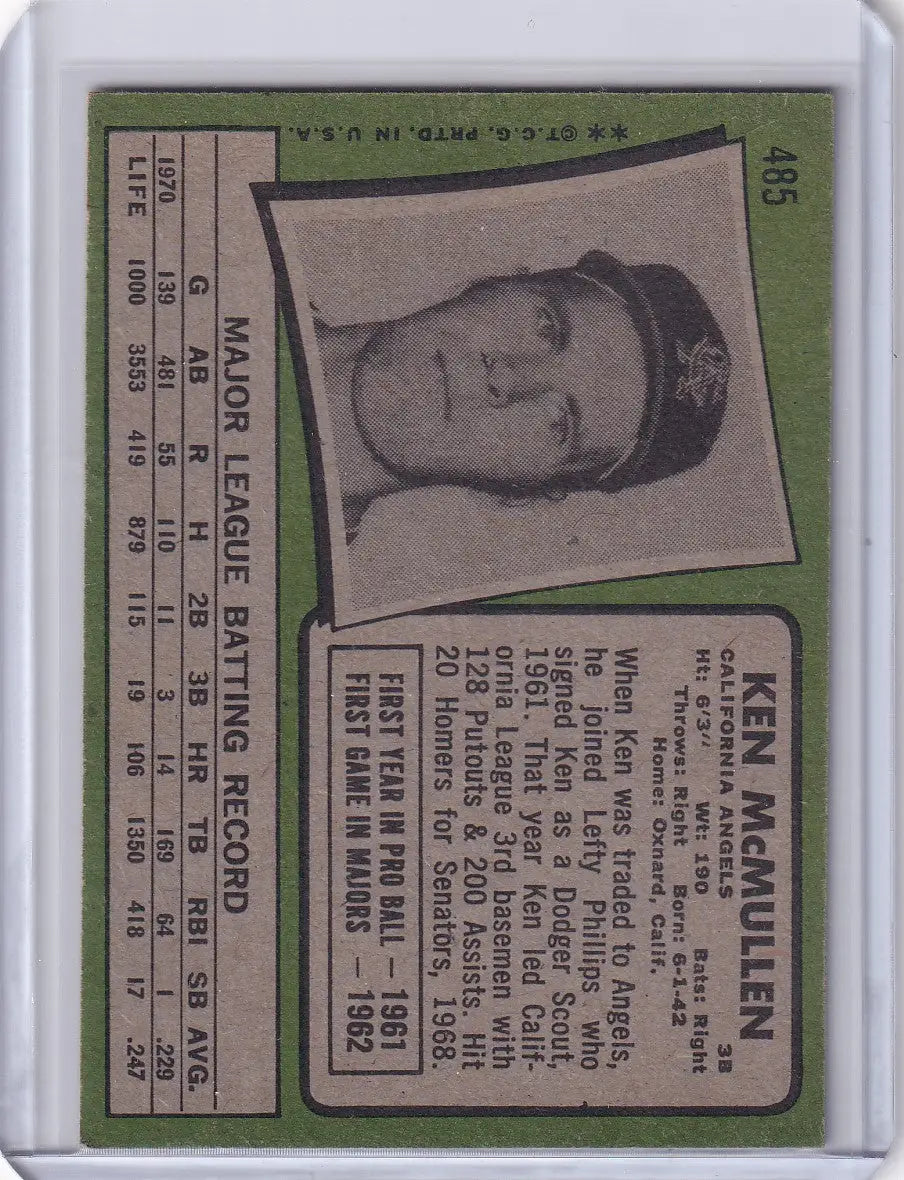 485
** ©T.C.G. PRTD. IN U.S.A.
KEN McMULLEN 3B
CALIFORNIA ANGELS
Ht: 6'3" Wt: 190 Bats: Right
Throws: Right Born: 6-1-42
Home: Oxnard, Calif.
When Ken was traded to Angels,
he joined Lefty Phillips who
signed Ken as a Dodger Scout,
1961. That year Ken led Calif-
ornia League 3rd basemen with
128 Putouts & 200 Assists. Hit
20 Homers for Senators, 1968.
FIRST YEAR IN PRO BALL — 1961
FIRST GAME IN MAJORS — 1962
MAJOR LEAGUE BATTING RECORD
G AB R H 2B 3B HR TB RBI SB AVG.
1970 139 481 55 110 11 3 14 169 64 1 .229
LIFE 1000 3553 419 879 115 19 106 1350 418 17 .247